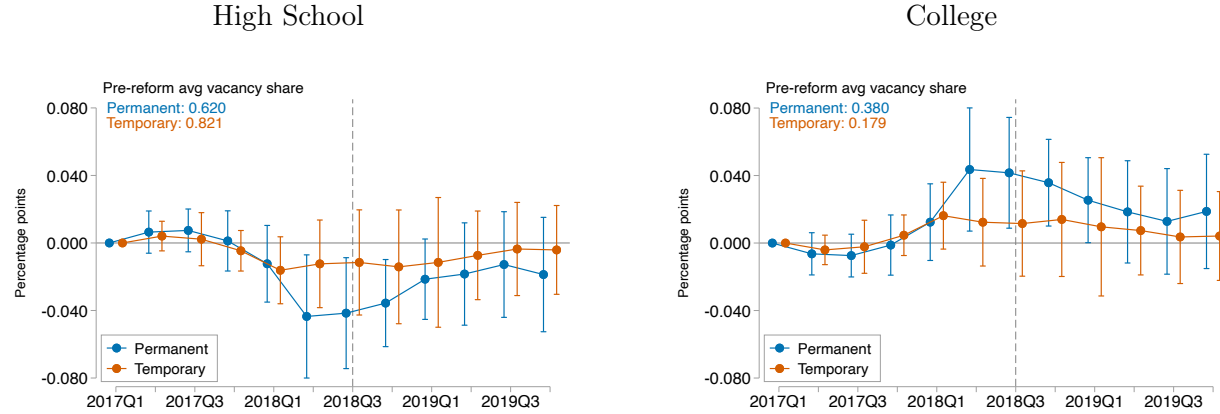 High School
Pre-reform avg vacancy share
Permanent: 0.620
Temporary: 0.821
0.080
0.040
0.000
-0.040
-0.080
Percentage points
Permanent
Temporary
2017Q1 2017Q3 2018Q1 2018Q3 2019Q1 2019Q3
College
Pre-reform avg vacancy share
Permanent: 0.380
Temporary: 0.179
0.080
0.040
0.000
-0.040
-0.080
Percentage points
Permanent
Temporary
2017Q1 2017Q3 2018Q1 2018Q3 2019Q1 2019Q3